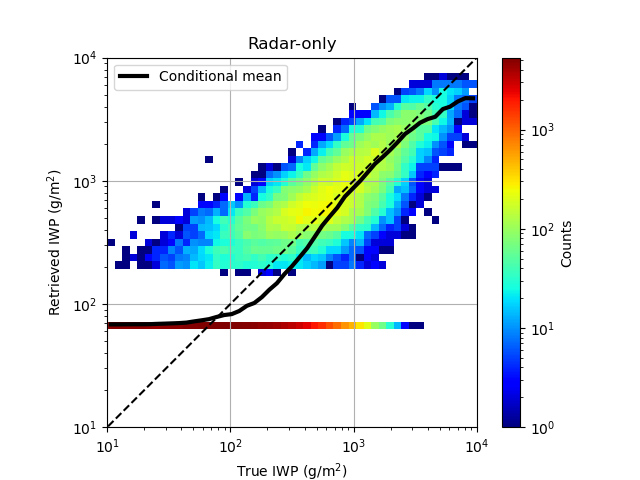 Radar-only
Conditional mean
Retrieved IWP (g/m²)
10⁴
10³
10²
10¹
10¹
10²
10³
10⁴
True IWP (g/m²)
10³
10²
10¹
10⁰
Counts